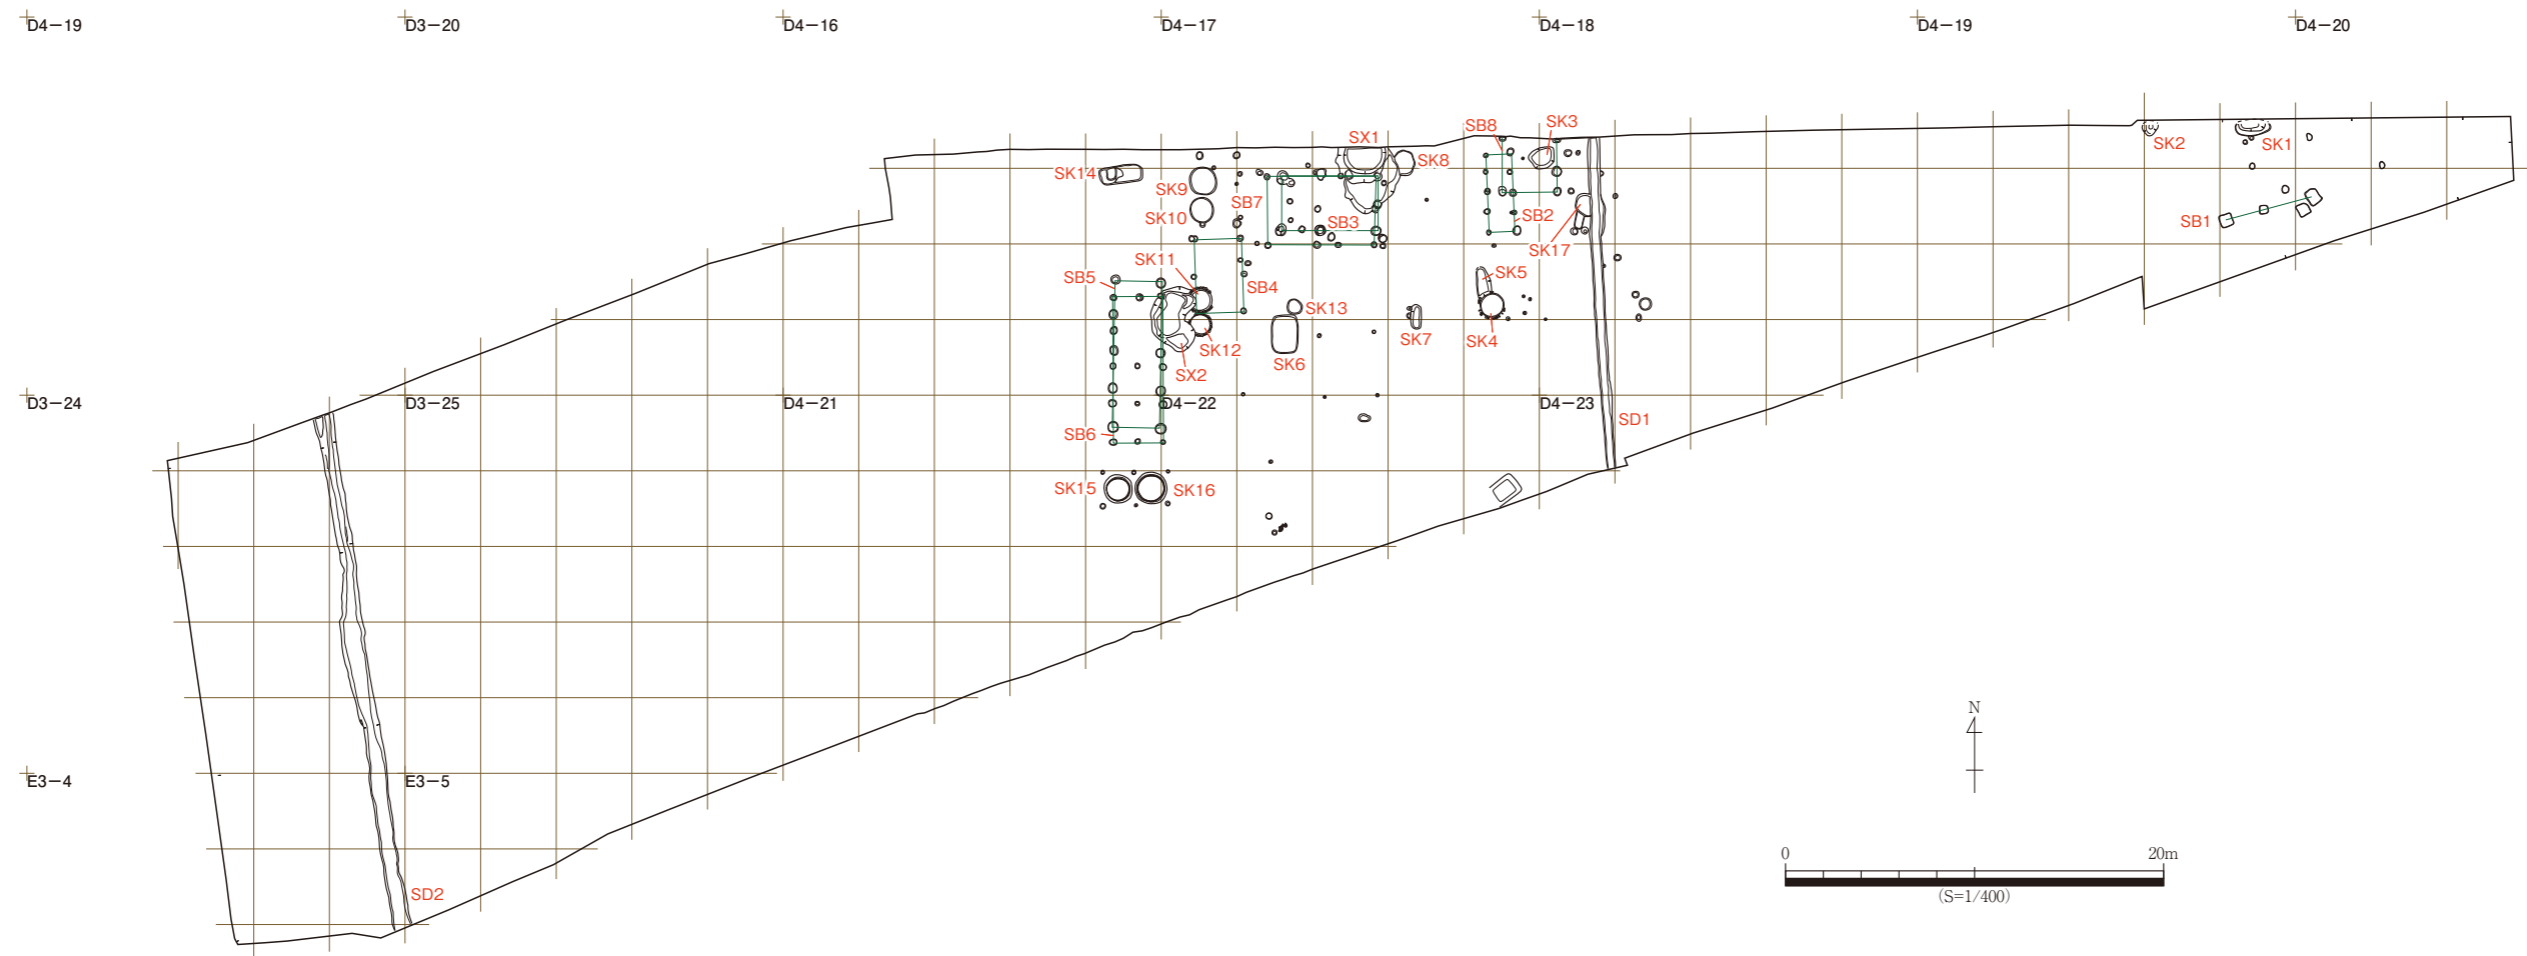 D4-19
D3-20
D4-16
D4-17
D4-18
D4-19
D4-20
SX1
SB8
SK3
SK2
SK1
SK14
SK9
SK8
SK10
SB7
SB3
SB2
SK17
SB1
SK11
SB5
SB4
SK5
SK13
SK12
SK6
SK7
SK4
SX2
D3-24
D3-25
D4-21
D4-22
D4-23
SD1
SB6
SK15
SK16
N
E3-4
E3-5
0
20m
(S=1/400)
SD2